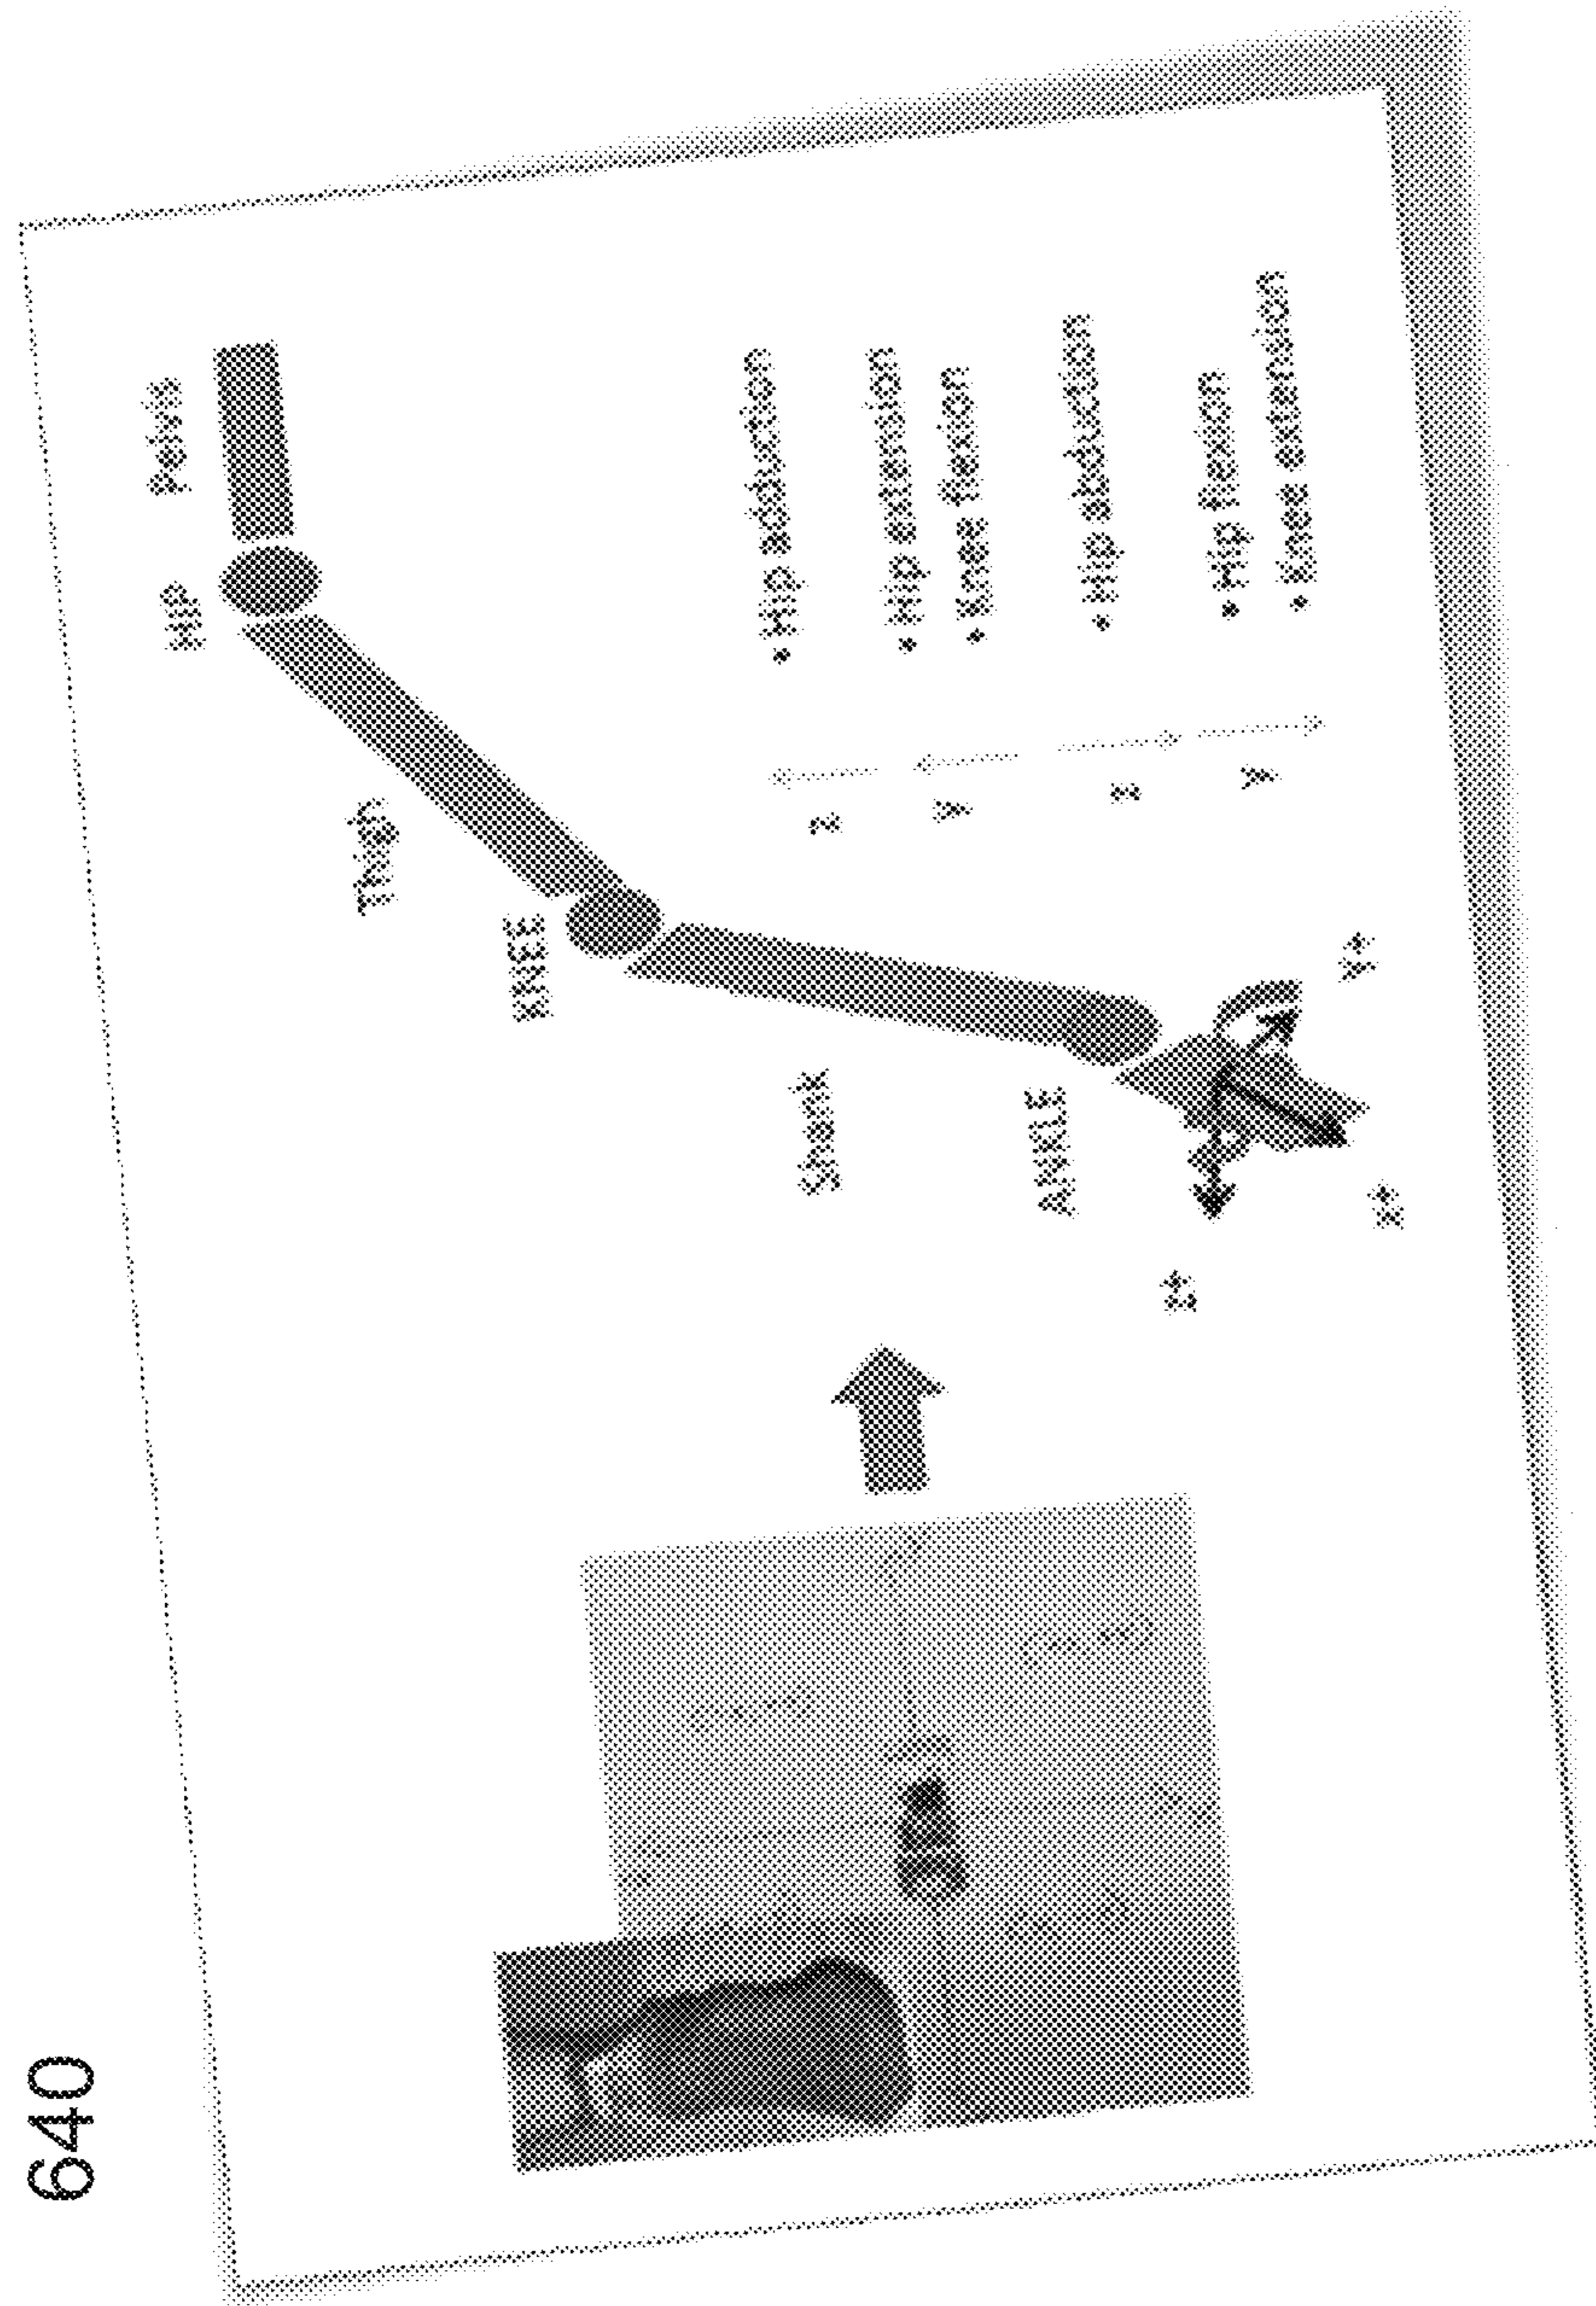 640
Pelvis
HIP
Thigh
KNEE
Shank
ANKLE
+z
+x
+y
z
• Hip adduction
y
• Hip extension
• Knee flexion
z
• Hip abduction
y
• Hip flexion
• Knee extension